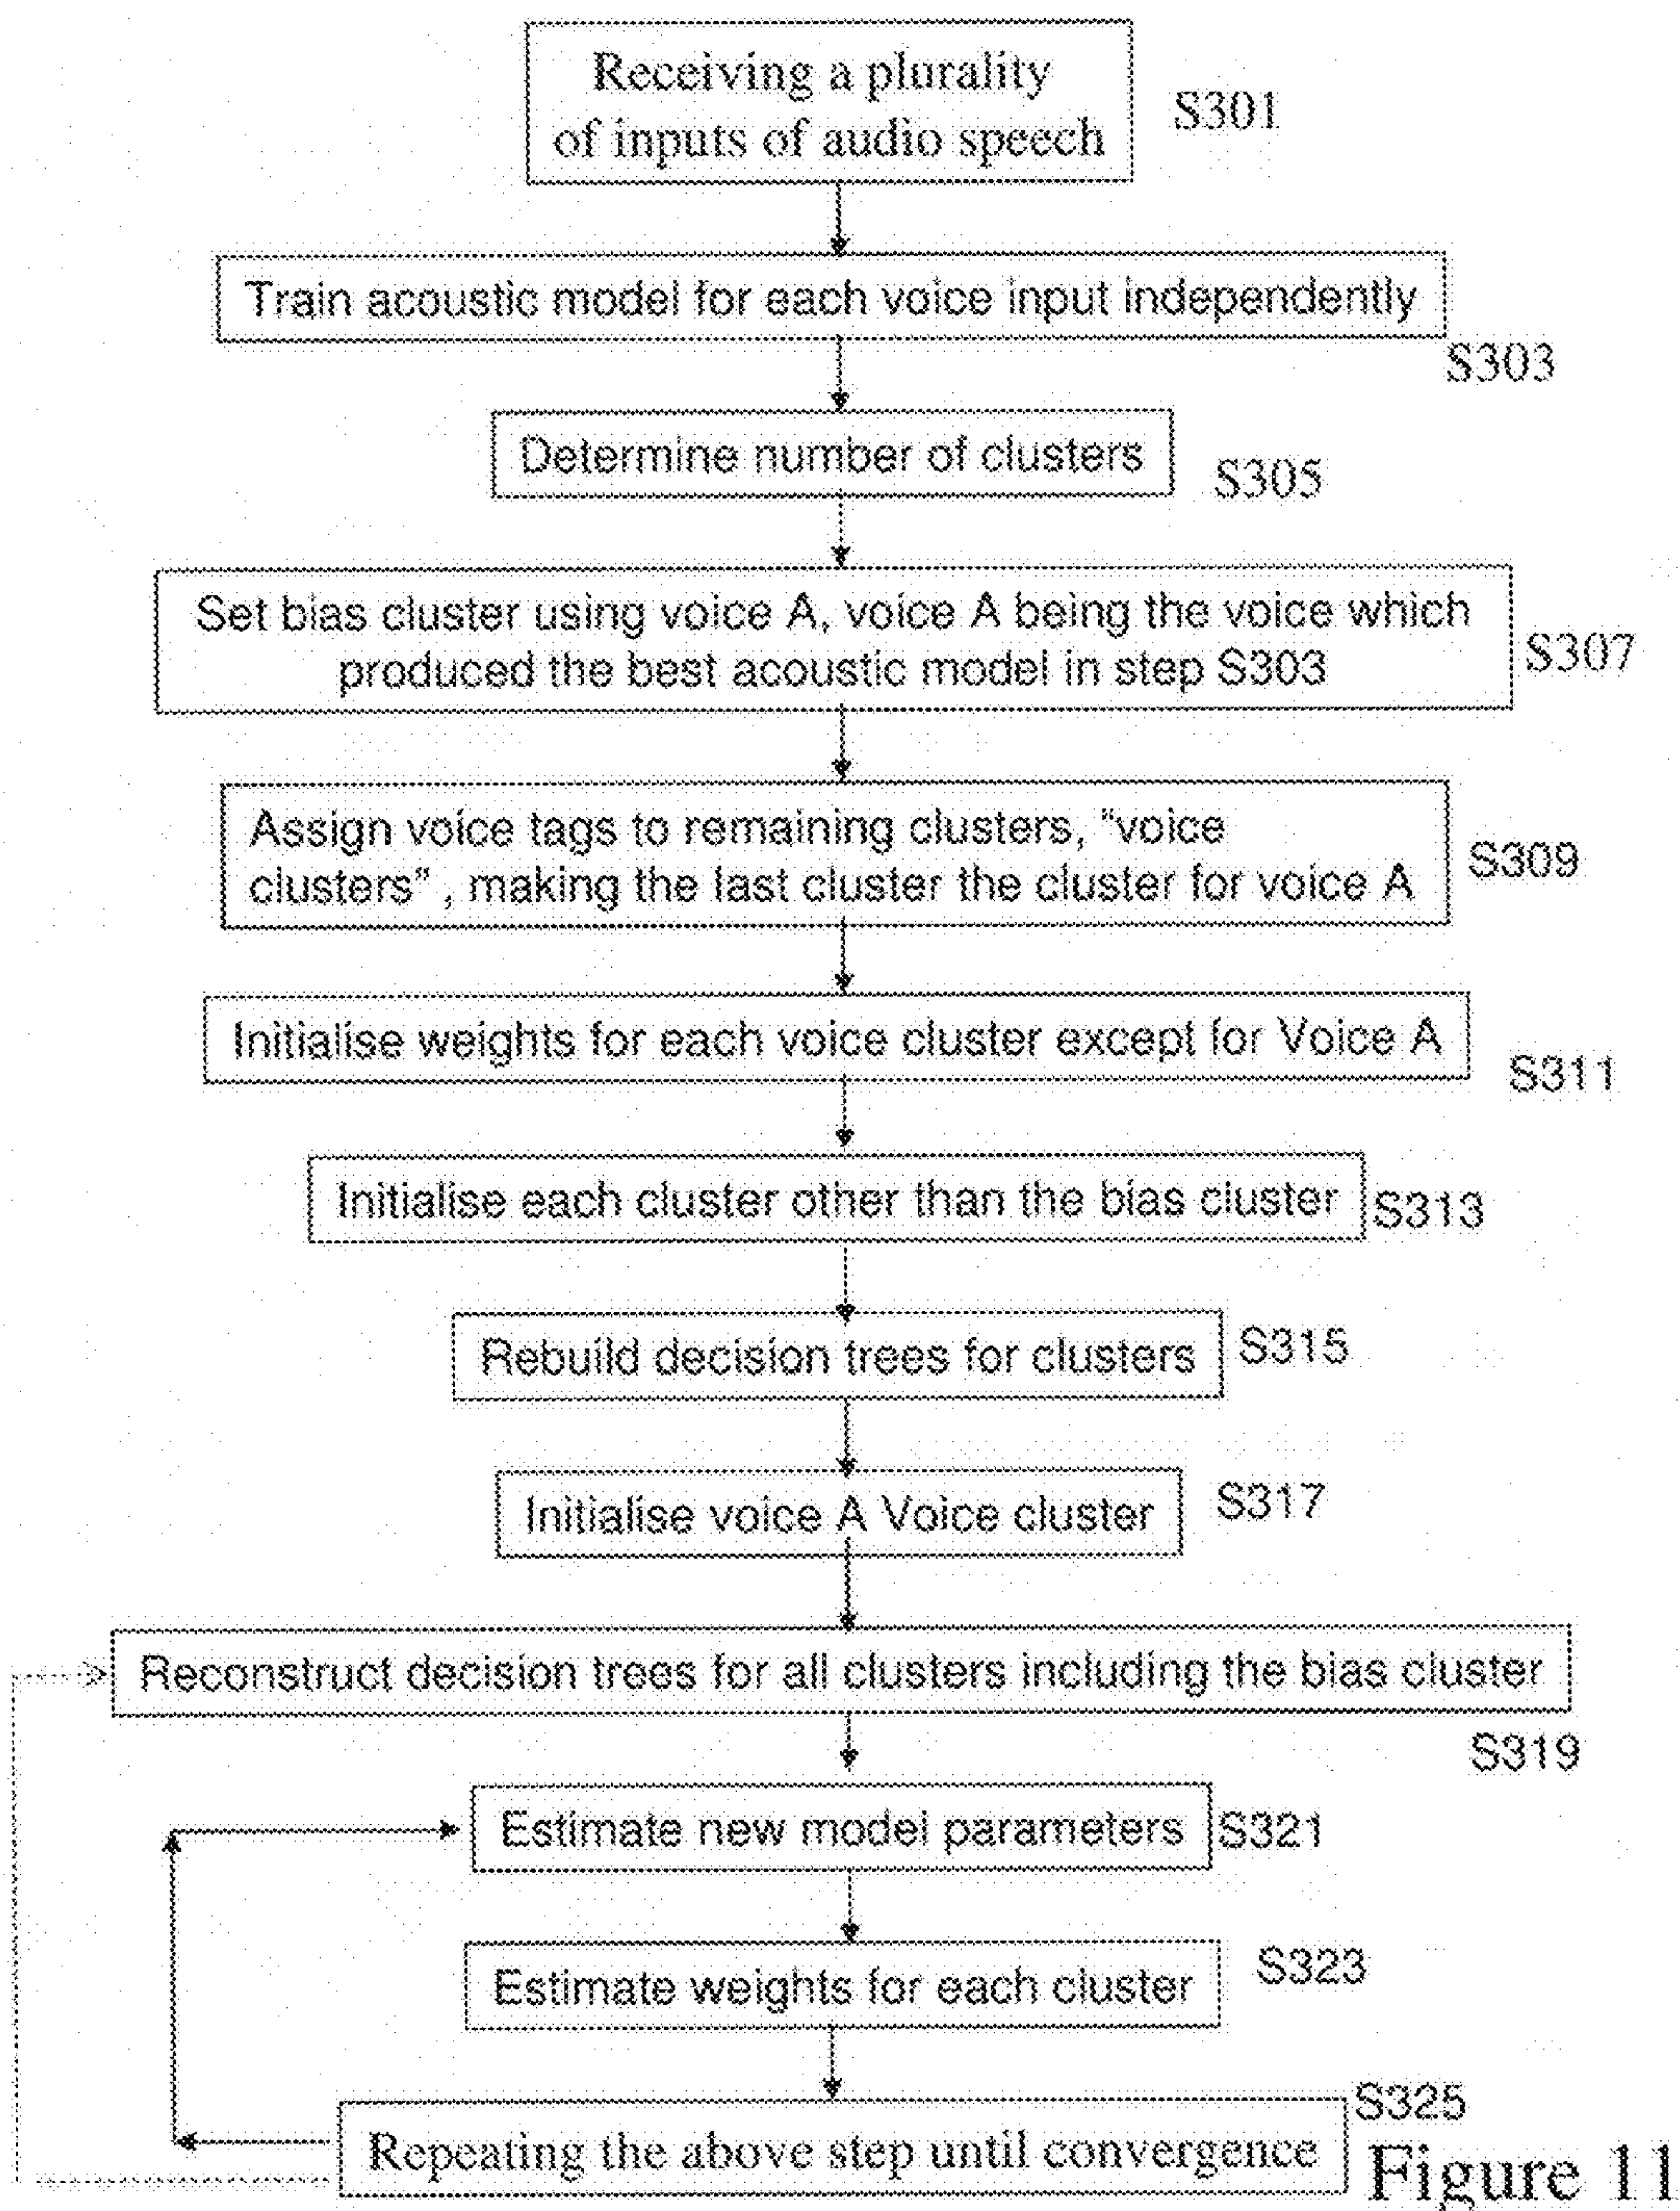 Receiving a plurality
of inputs of audio speech
S301
Train acoustic model for each voice input independently
S303
Determine number of clusters
S305
Set bias cluster using voice A, voice A being the voice which
produced the best acoustic model in step S303
S307
Assign voice tags to remaining clusters, "voice
clusters" , making the last cluster the cluster for voice A
S309
Initialise weights for each voice cluster except for Voice A
S311
Initialise each cluster other than the bias cluster
S313
Rebuild decision trees for clusters
S315
Initialise voice A Voice cluster
S317
Reconstruct decision trees for all clusters including the bias cluster
S319
Estimate new model parameters
S321
Estimate weights for each cluster
S323
Repeating the above step until convergence
S325
Figure 11